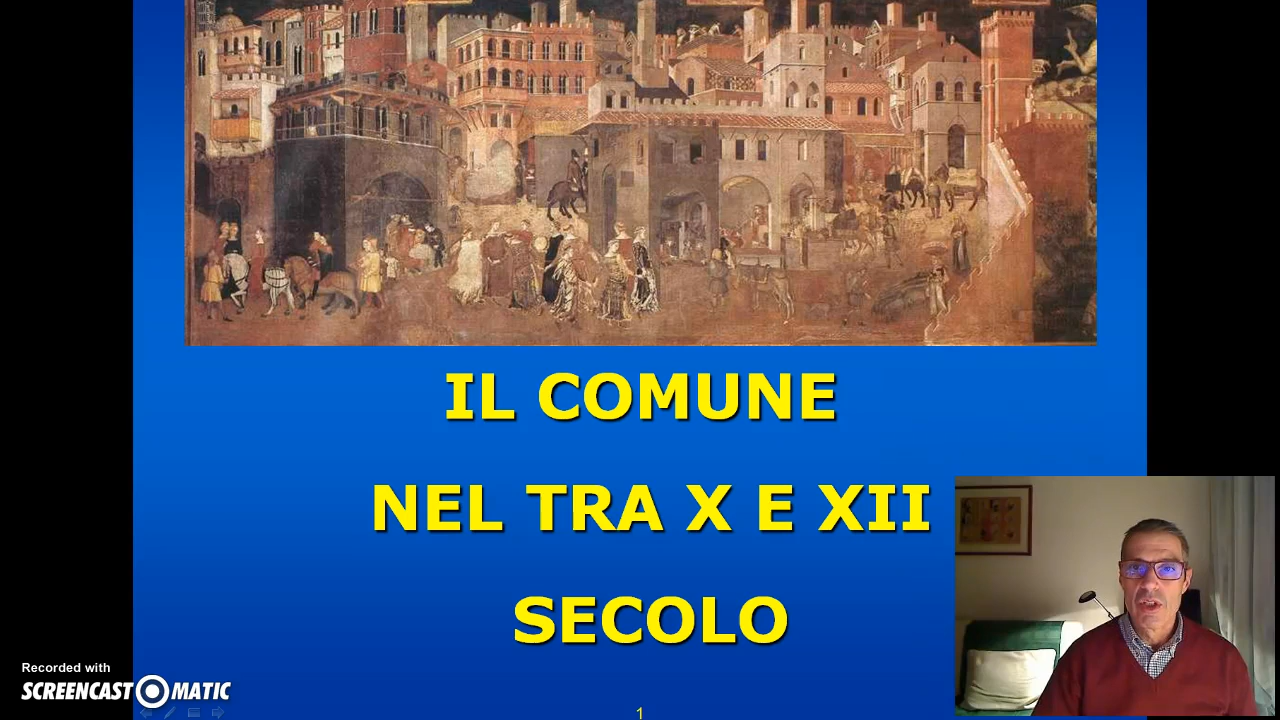 IL COMUNE
NEL TRA X E XII
SECOLO
Recorded with
SCREENCAST MATIC
1